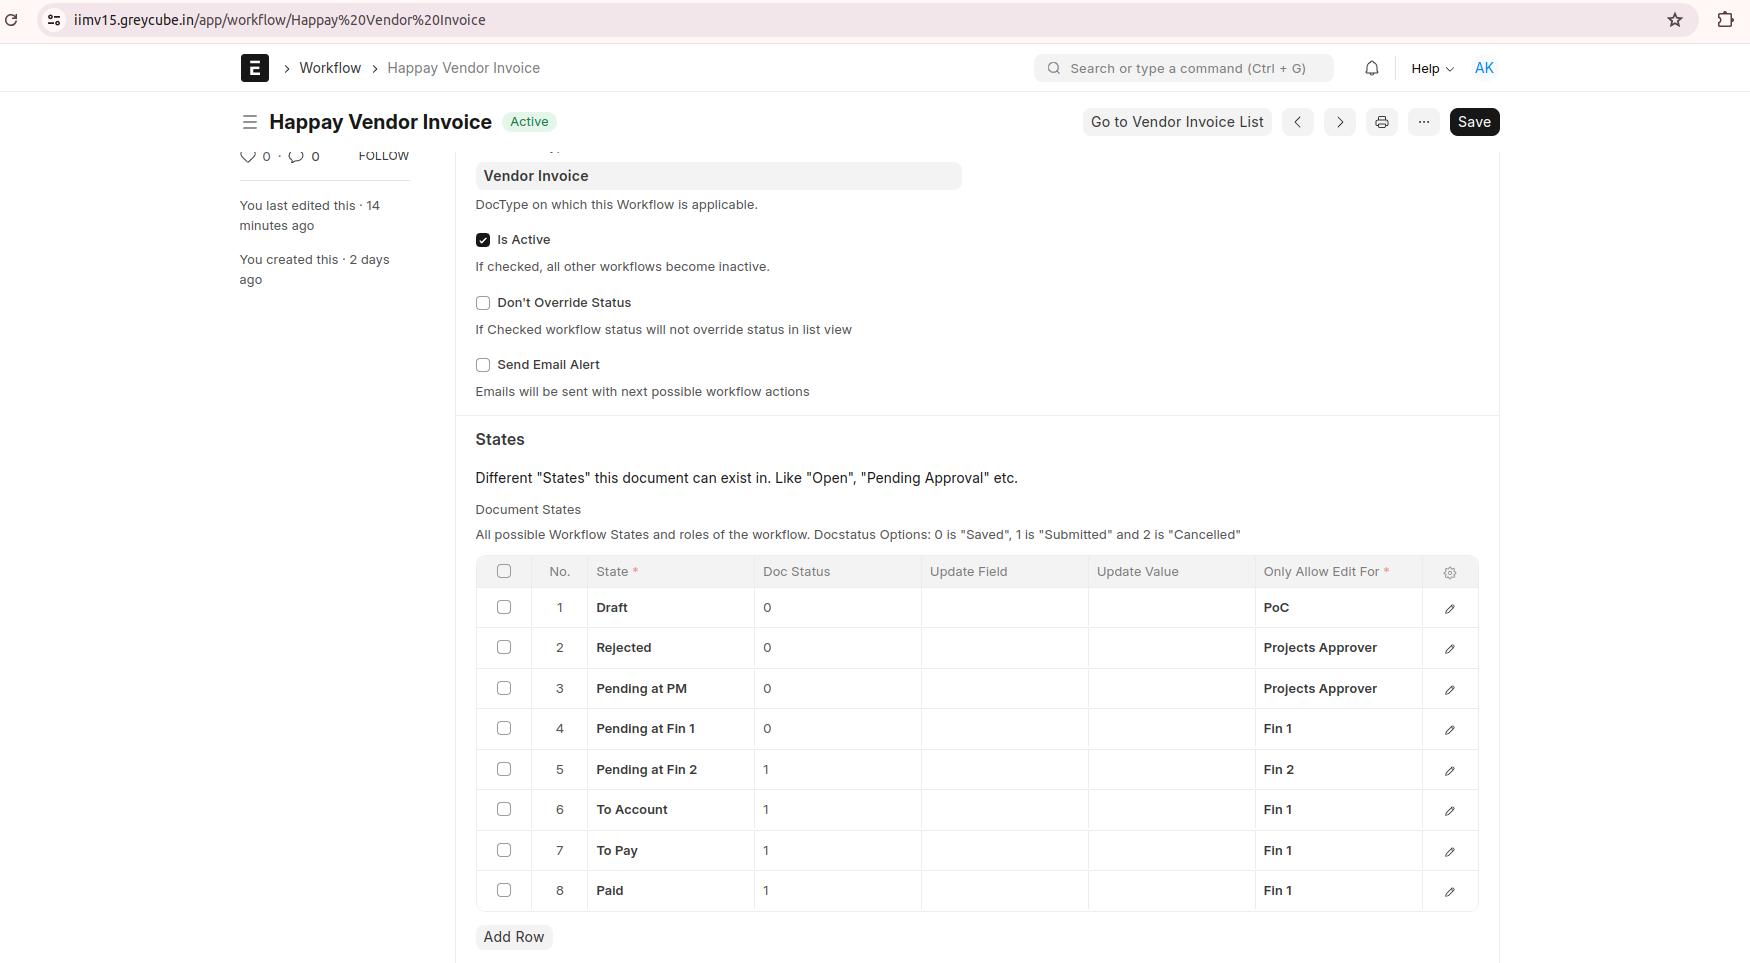 iimv15.greycube.in/app/workflow/Happay%20Vendor%20Invoice
E > Workflow > Happay Vendor Invoice
Search or type a command (Ctrl + G)
Help
AK
Happay Vendor Invoice
Active
Go to Vendor Invoice List
Save
0 · 0
FOLLOW
You last edited this · 14
minutes ago
You created this · 2 days
ago
Vendor Invoice
DocType on which this Workflow is applicable.
Is Active
If checked, all other workflows become inactive.
Don't Override Status
If Checked workflow status will not override status in list view
Send Email Alert
Emails will be sent with next possible workflow actions
States
Different "States" this document can exist in. Like "Open", "Pending Approval" etc.
Document States
All possible Workflow States and roles of the workflow. Docstatus Options: 0 is "Saved", 1 is "Submitted" and 2 is "Cancelled"
No. State * Doc Status Update Field Update Value Only Allow Edit For *
1 Draft 0 PoC
2 Rejected 0 Projects Approver
3 Pending at PM 0 Projects Approver
4 Pending at Fin 1 0 Fin 1
5 Pending at Fin 2 1 Fin 2
6 To Account 1 Fin 1
7 To Pay 1 Fin 1
8 Paid 1 Fin 1
Add Row